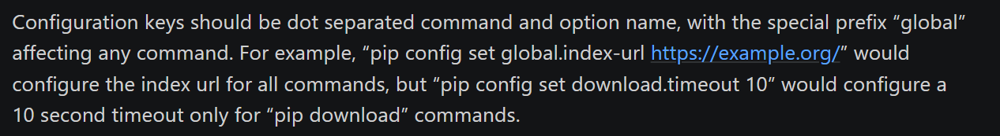 Configuration keys should be dot separated command and option name, with the special prefix “global”
affecting any command. For example, “pip config set global.index-url https://example.org/” would
configure the index url for all commands, but “pip config set download.timeout 10” would configure a
10 second timeout only for “pip download” commands.